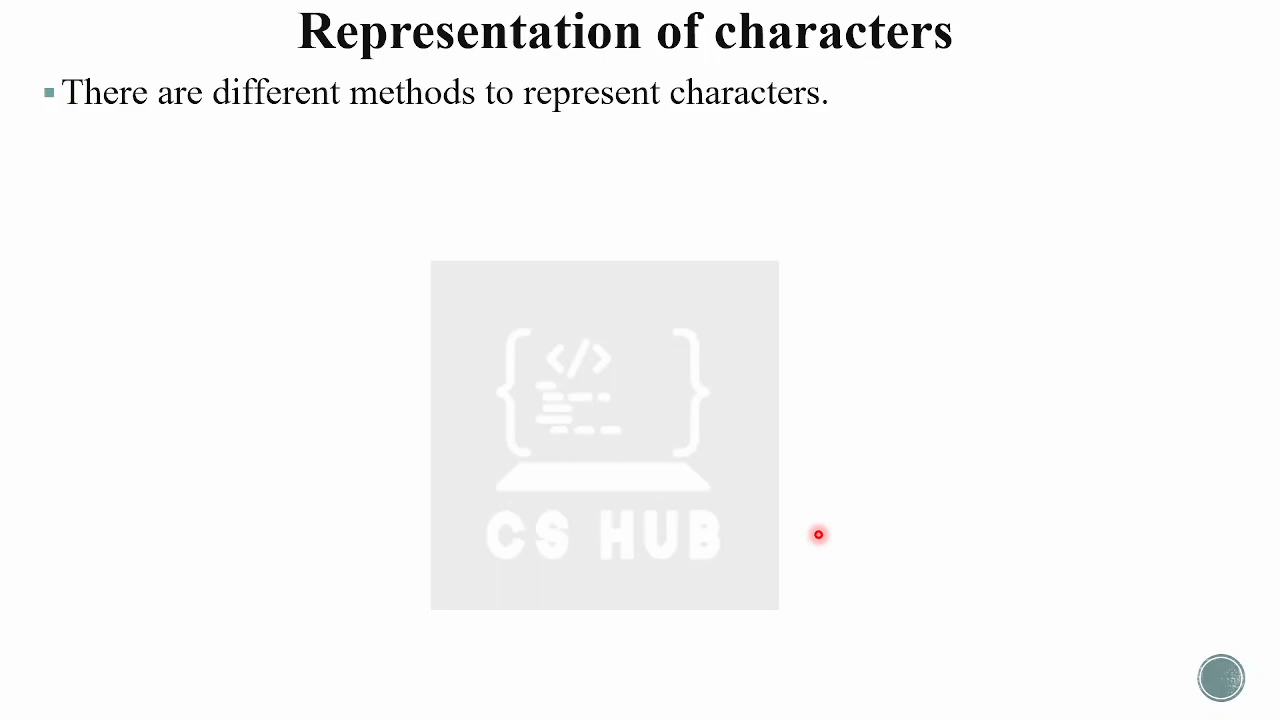 Representation of characters
There are different methods to represent characters.
</>
CS HUB